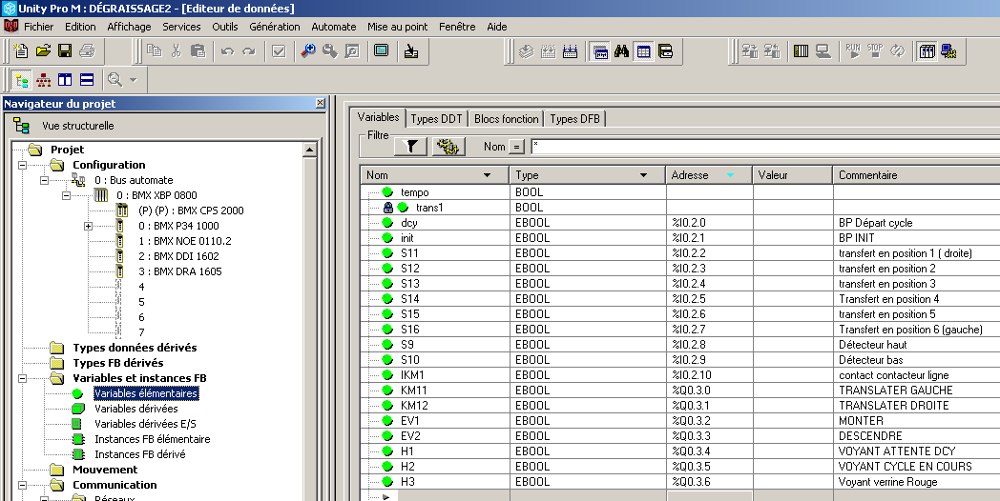 Unity Pro M : DÉGRAISSAGE2 - [Editeur de données]
Fichier Edition Affichage Services Outils Génération Automate Mise au point Fenêtre Aide
RUN STOP
Navigateur du projet
Vue structurelle
Projet
Configuration
0 : Bus automate
0 : BMX XBP 0800
(P) (P) : BMX CPS 2000
0 : BMX P34 1000
1 : BMX NOE 0110.2
2 : BMX DDI 1602
3 : BMX DRA 1605
4
5
6
7
Types données dérivés
Types FB dérivés
Variables et instances FB
Variables élémentaires
Variables dérivées
Variables dérivées E/S
Instances FB élémentaire
Instances FB dérivé
Mouvement
Communication
Réseaux
Variables Types DDT Blocs fonction Types DFB
Filtre
Nom = *
Nom Type Adresse Valeur Commentaire
tempo BOOL
trans1 BOOL
dcy EBOOL %I0.2.0 BP Départ cycle
init EBOOL %I0.2.1 BP INIT
S11 EBOOL %I0.2.2 transfert en position 1 ( droite)
S12 EBOOL %I0.2.3 transfert en position 2
S13 EBOOL %I0.2.4 transfert en position 3
S14 EBOOL %I0.2.5 Transfert en position 4
S15 EBOOL %I0.2.6 transfert en position 5
S16 EBOOL %I0.2.7 Transfert en position 6 (gauche)
S9 EBOOL %I0.2.8 Détecteur haut
S10 EBOOL %I0.2.9 Détecteur bas
IKM1 EBOOL %I0.2.10 contact contacteur ligne
KM11 EBOOL %Q0.3.0 TRANSLATER GAUCHE
KM12 EBOOL %Q0.3.1 TRANSLATER DROITE
EV1 EBOOL %Q0.3.2 MONTER
EV2 EBOOL %Q0.3.3 DESCENDRE
H1 EBOOL %Q0.3.4 VOYANT ATTENTE DCY
H2 EBOOL %Q0.3.5 VOYANT CYCLE EN COURS
H3 EBOOL %Q0.3.6 Voyant verrine Rouge